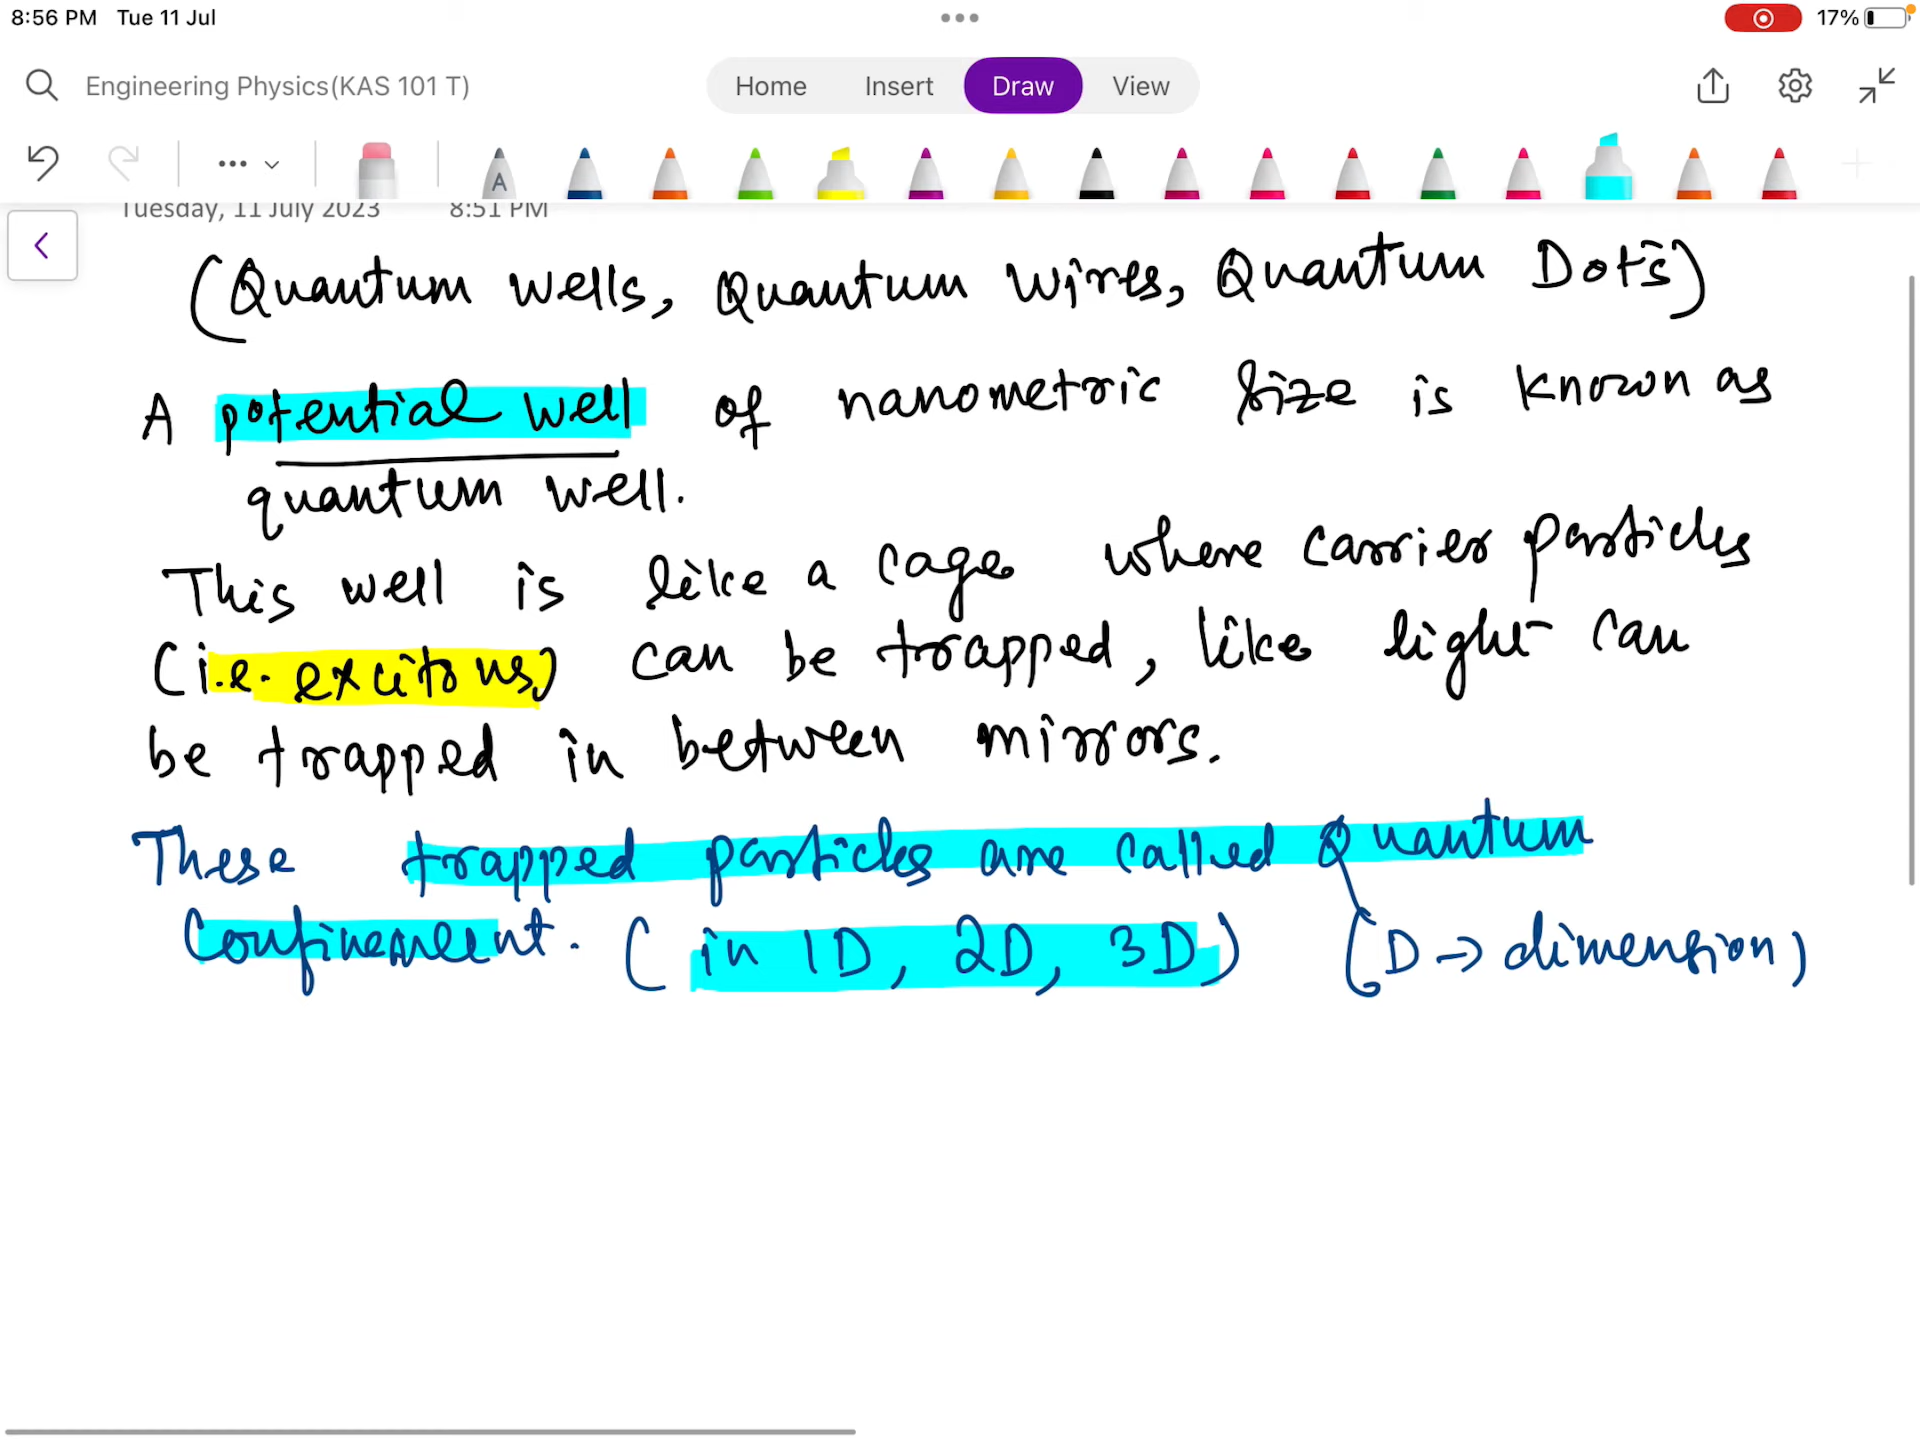 8:56 PM Tue 11 Jul 17%
Engineering Physics(KAS 101 T) Home Insert Draw View
A
Tuesday, 11 July 2023 8:51 PM
(Quantum wells, Quantum Wires, Quantum Dots)
A potential well of nanometric size is known as
quantum well.
This well is like a cage where carrier particles
(i.e. excitons) can be trapped, like light can
be trapped in between mirrors.
These trapped particles are called Quantum
Confinement. (in 1D, 2D, 3D) (D → dimension)